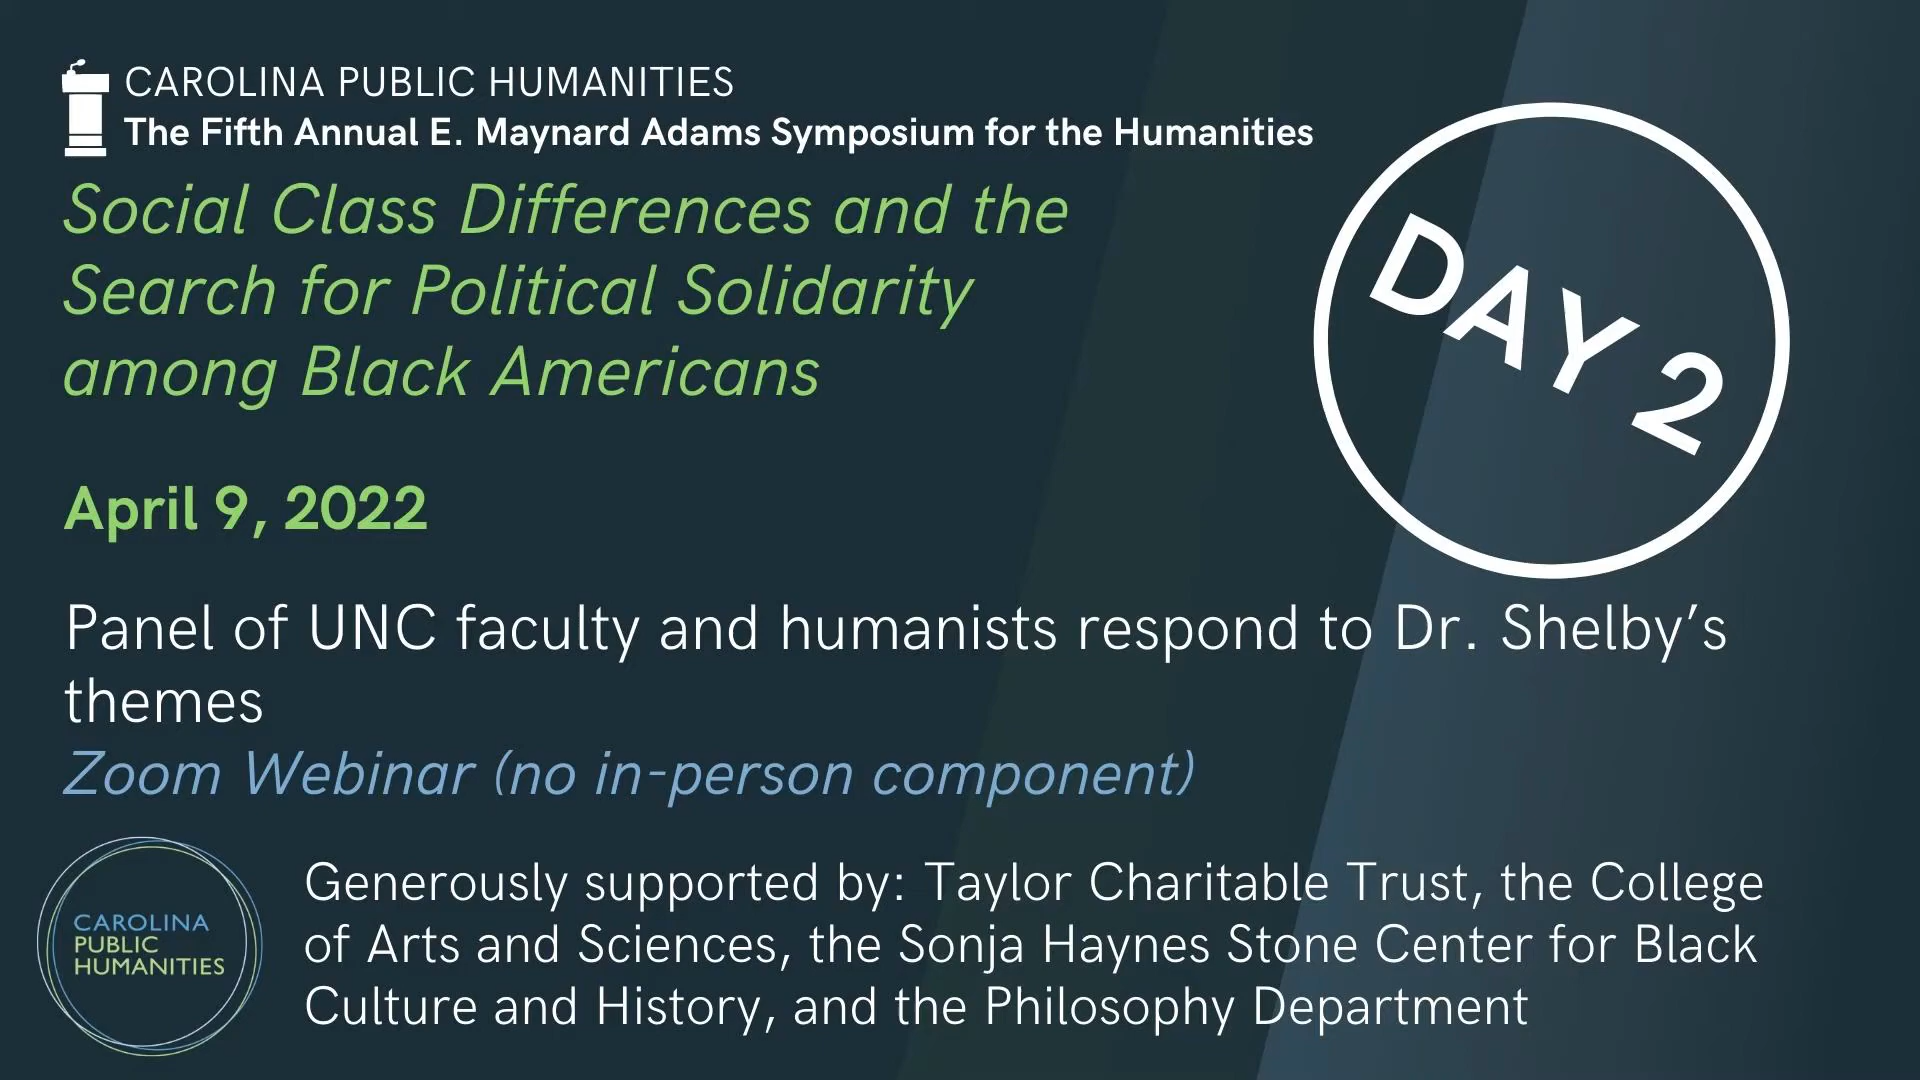 CAROLINA PUBLIC HUMANITIES
The Fifth Annual E. Maynard Adams Symposium for the Humanities
Social Class Differences and the
Search for Political Solidarity
among Black Americans
DAY 2
April 9, 2022
Panel of UNC faculty and humanists respond to Dr. Shelby’s
themes
Zoom Webinar (no in-person component)
CAROLINA
PUBLIC
HUMANITIES
Generously supported by: Taylor Charitable Trust, the College
of Arts and Sciences, the Sonja Haynes Stone Center for Black
Culture and History, and the Philosophy Department